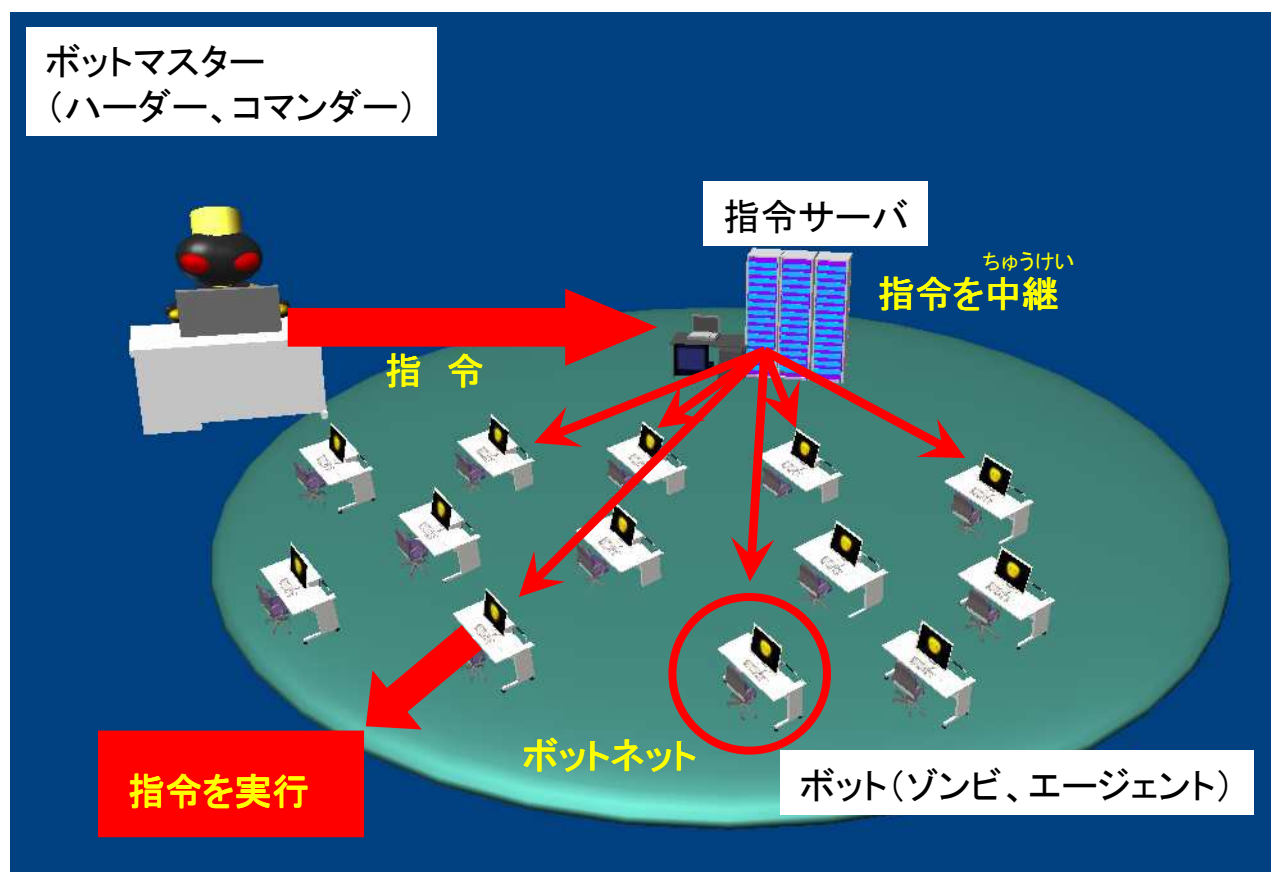 ボットマスター
（ハーダー、コマンダー）
指令サーバ
ちゅうけい
指令を中継
指　令
ボットネット
指令を実行
ボット（ゾンビ、エージェント）